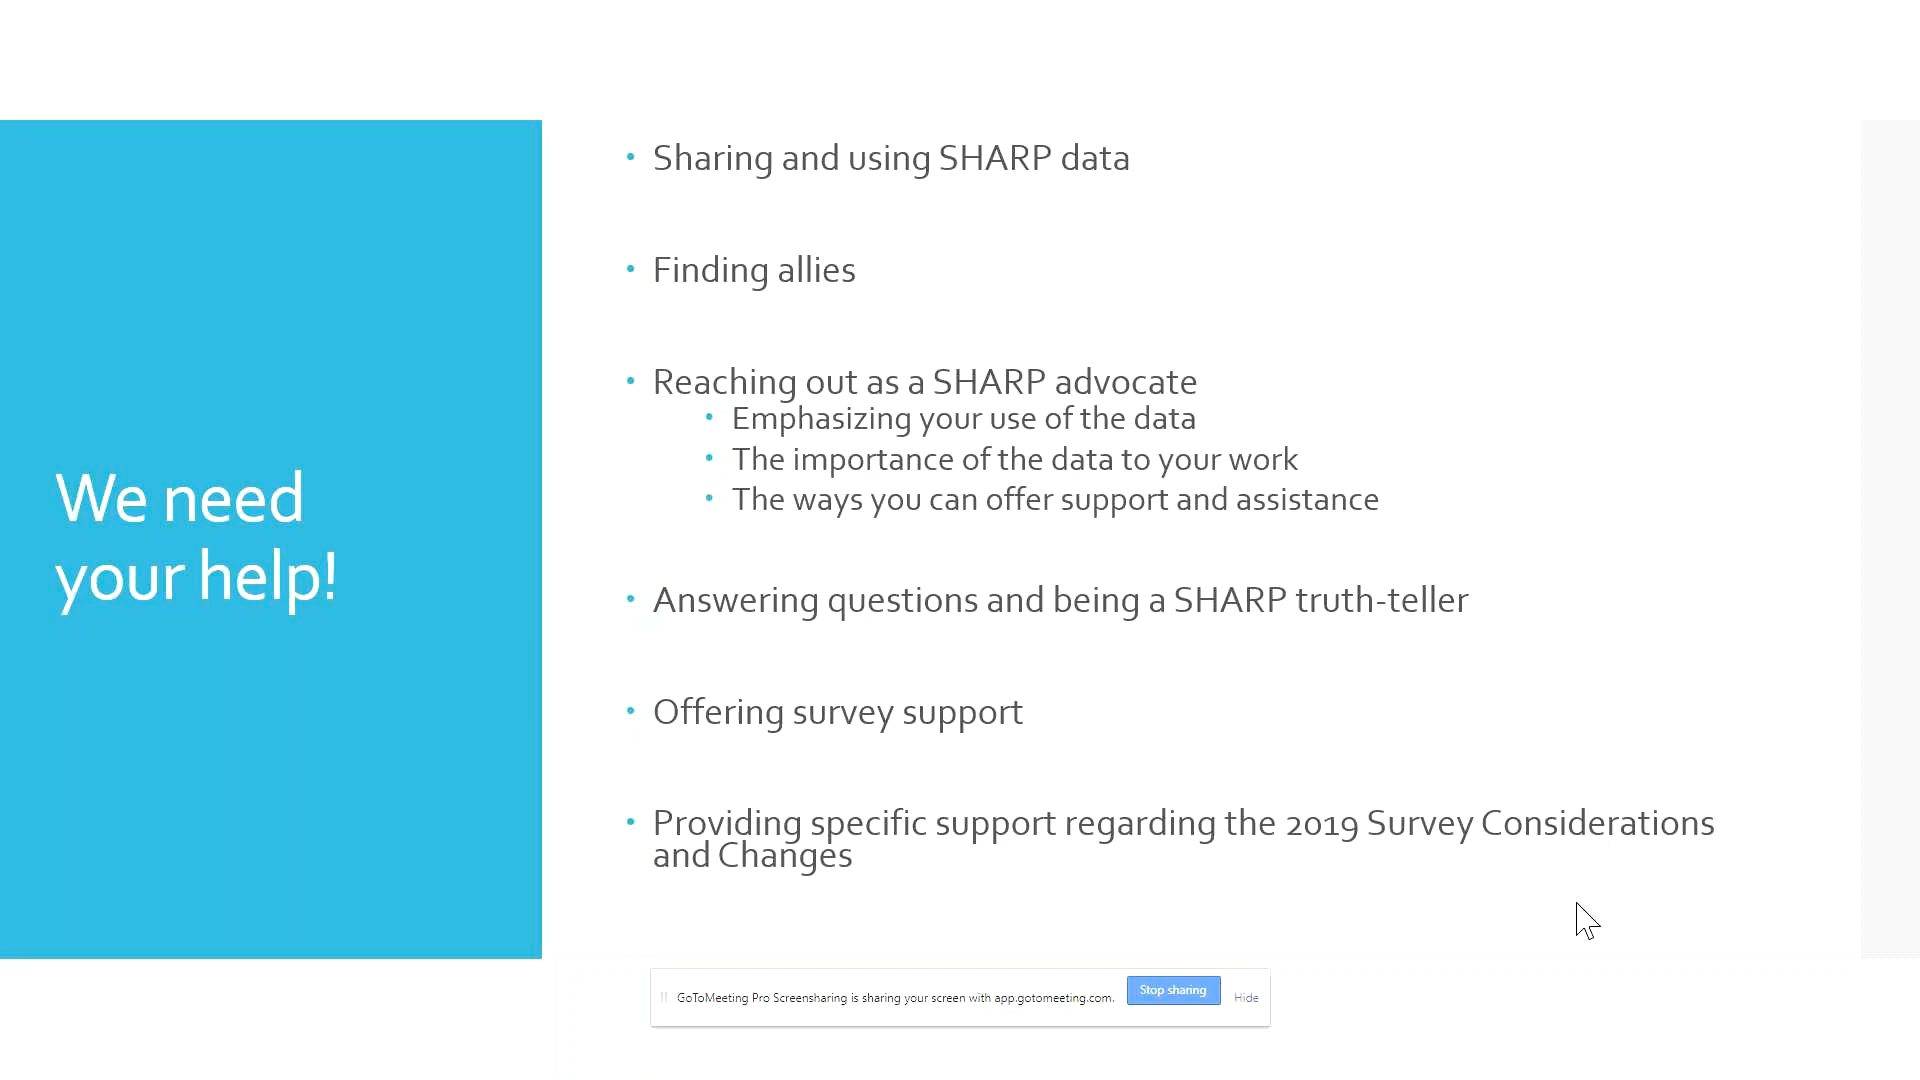 We need
your help!
• Sharing and using SHARP data
• Finding allies
• Reaching out as a SHARP advocate
• Emphasizing your use of the data
• The importance of the data to your work
• The ways you can offer support and assistance
• Answering questions and being a SHARP truth-teller
• Offering survey support
• Providing specific support regarding the 2019 Survey Considerations
and Changes
GoToMeeting Pro Screensharing is sharing your screen with app.gotomeeting.com.
Stop sharing
Hide